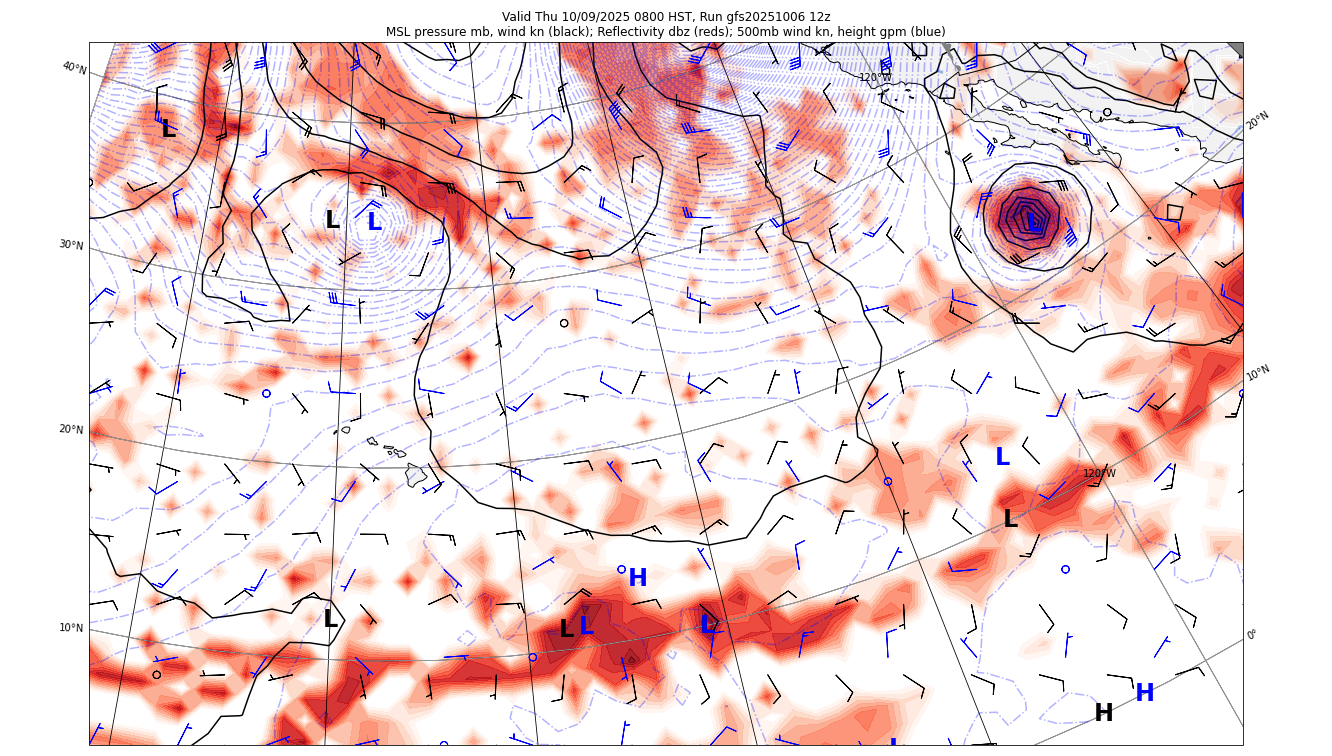 Valid Thu 10/09/2025 0800 HST, Run gfs20251006 12z
MSL pressure mb, wind kn (black); Reflectivity dbz (reds); 500mb wind kn, height gpm (blue)
40°N
120°W
20°N
L
L
L
L
30°N
10°N
20°N
L
120°W
L
H
L
10°N
L
L
L
0°
H
H
L